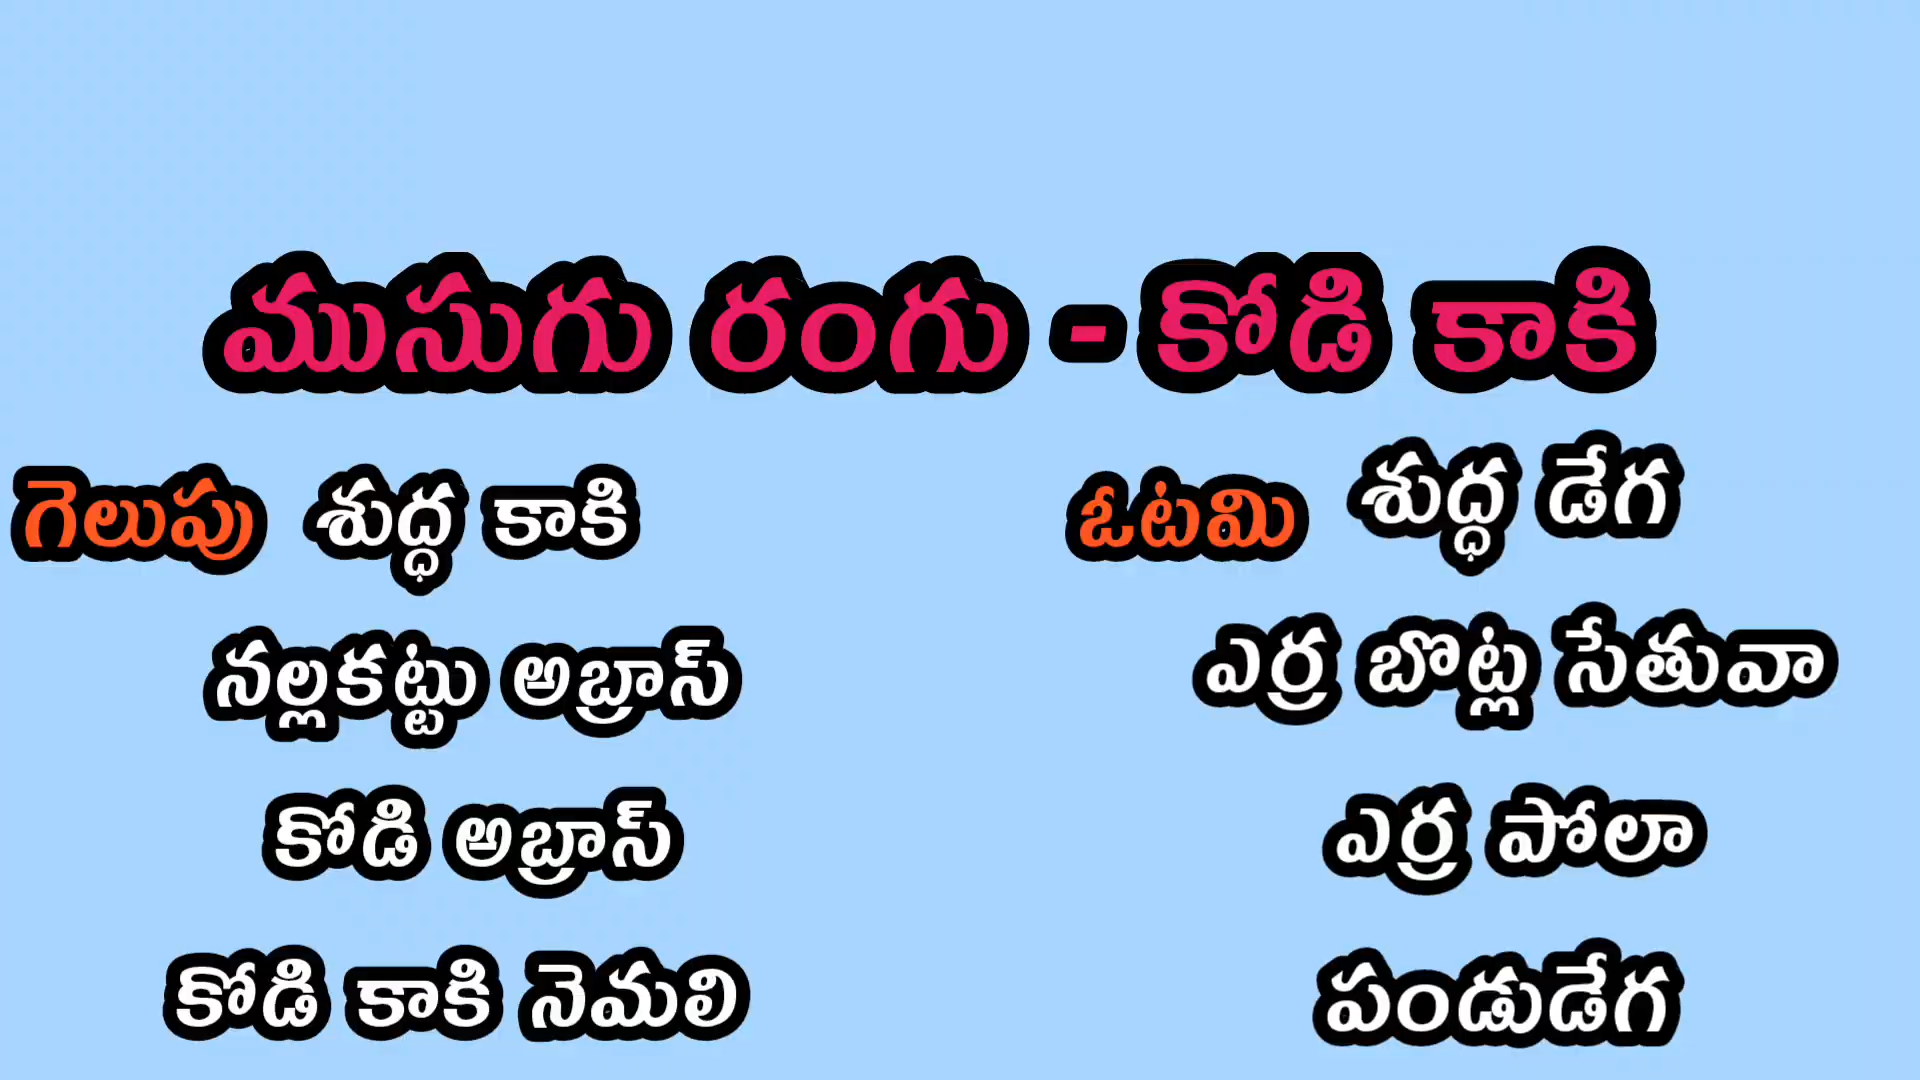 ముసుగు రంగు - కోడి కాకి
గెలుపు శుద్ధ కాకి
నల్లకట్టు అబ్రాస్
కోడి అబ్రాస్
కోడి కాకి నెమలి
ఓటమి శుద్ధ డేగ
ఎర్ర బొట్ల సేతువా
ఎర్ర పోలా
పండుడేగ